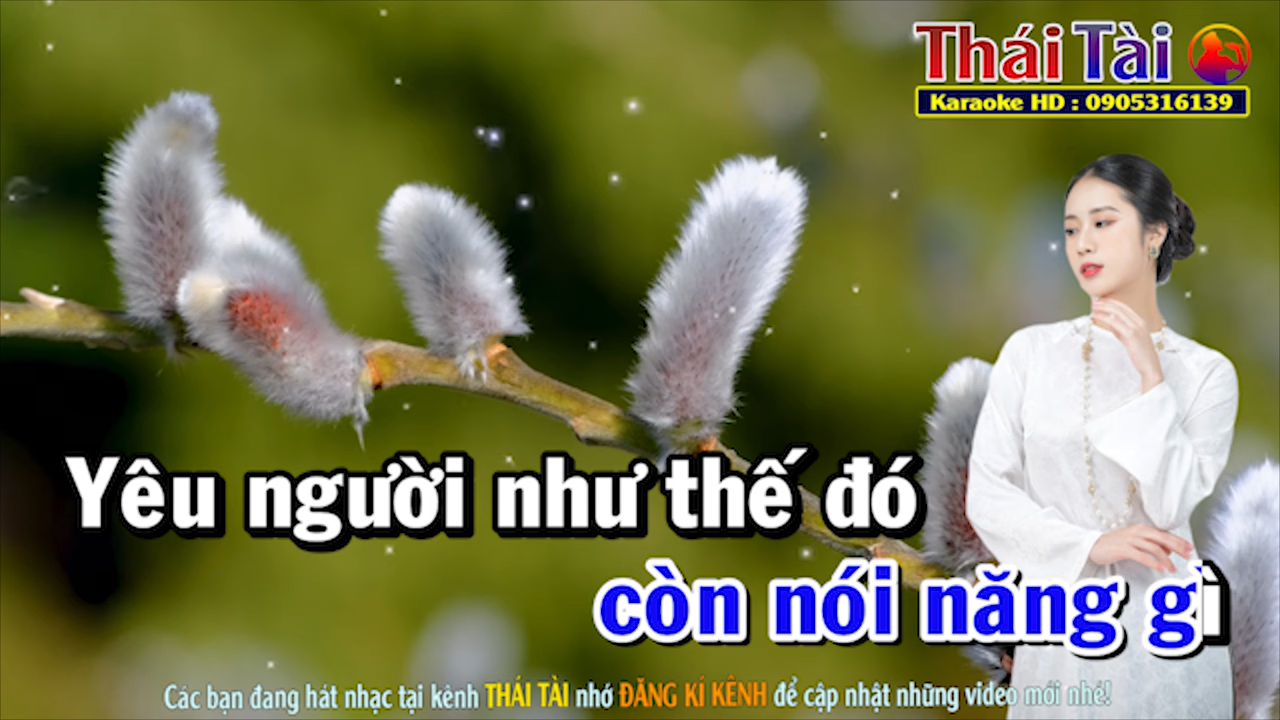 Thái Tài
Karaoke HD : 0905316139
Yêu người như thế đó
còn nói năng gì
Các bạn đang hát nhạc tại kênh THÁI TÀI nhớ ĐĂNG KÍ KÊNH để cập nhật những video mới nhé!